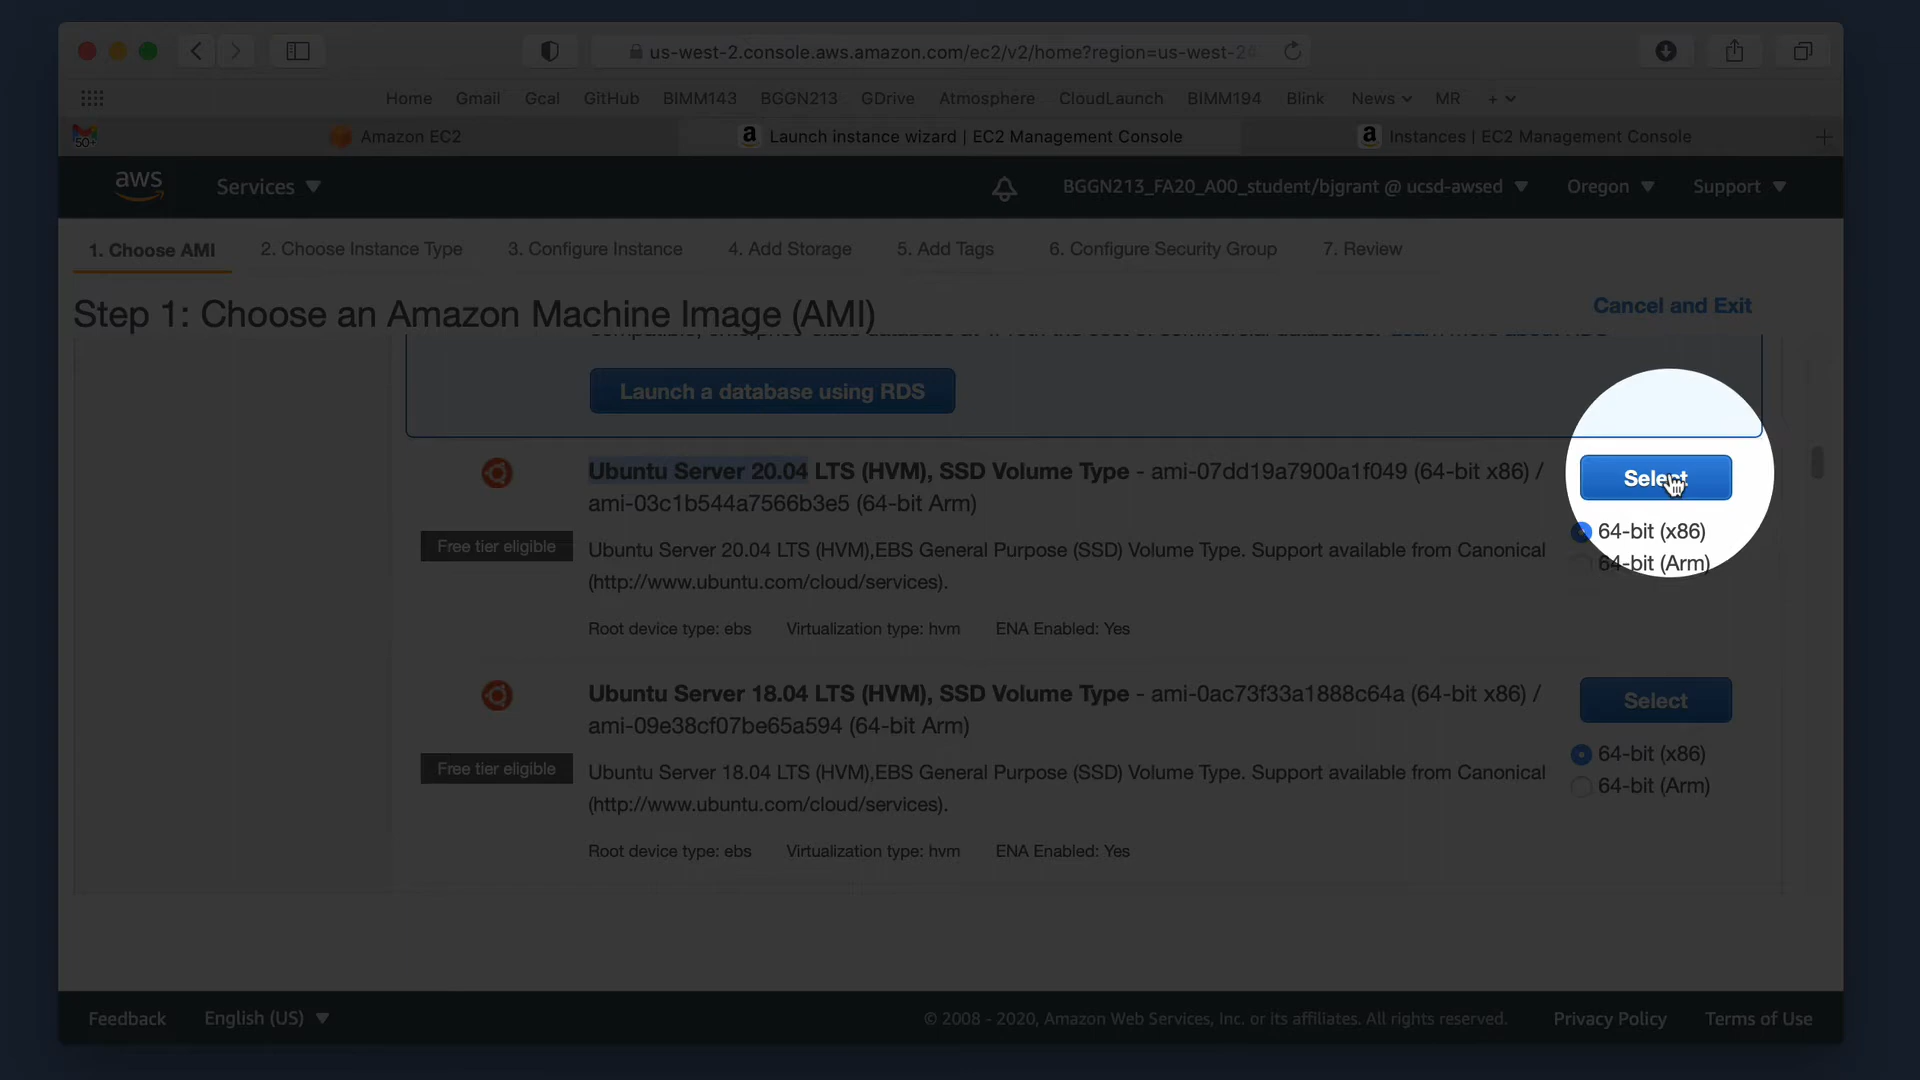 us-west-2.console.aws.amazon.com/ec2/v2/home?region=us-west-2
Home Gmail Gcal GitHub BIMM143 BGGN213 GDrive Atmosphere CloudLaunch BIMM194 Blink News MR +
50+ Amazon EC2 a Launch instance wizard | EC2 Management Console a Instances | EC2 Management Console +
aws Services BGGN213_FA20_A00_student/bjgrant @ ucsd-awsed Oregon Support
1. Choose AMI 2. Choose Instance Type 3. Configure Instance 4. Add Storage 5. Add Tags 6. Configure Security Group 7. Review
Step 1: Choose an Amazon Machine Image (AMI) Cancel and Exit
Launch a database using RDS
Ubuntu Server 20.04 LTS (HVM), SSD Volume Type - ami-07dd19a7900a1f049 (64-bit x86) / Select
ami-03c1b544a7566b3e5 (64-bit Arm)
64-bit (x86)
Free tier eligible Ubuntu Server 20.04 LTS (HVM),EBS General Purpose (SSD) Volume Type. Support available from Canonical
64-bit (Arm)
(http://www.ubuntu.com/cloud/services).
Root device type: ebs Virtualization type: hvm ENA Enabled: Yes
Ubuntu Server 18.04 LTS (HVM), SSD Volume Type - ami-0ac73f33a1888c64a (64-bit x86) / Select
ami-09e38cf07be65a594 (64-bit Arm)
64-bit (x86)
Free tier eligible Ubuntu Server 18.04 LTS (HVM),EBS General Purpose (SSD) Volume Type. Support available from Canonical
64-bit (Arm)
(http://www.ubuntu.com/cloud/services).
Root device type: ebs Virtualization type: hvm ENA Enabled: Yes
Feedback English (US) © 2008 - 2020, Amazon Web Services, Inc. or its affiliates. All rights reserved. Privacy Policy Terms of Use